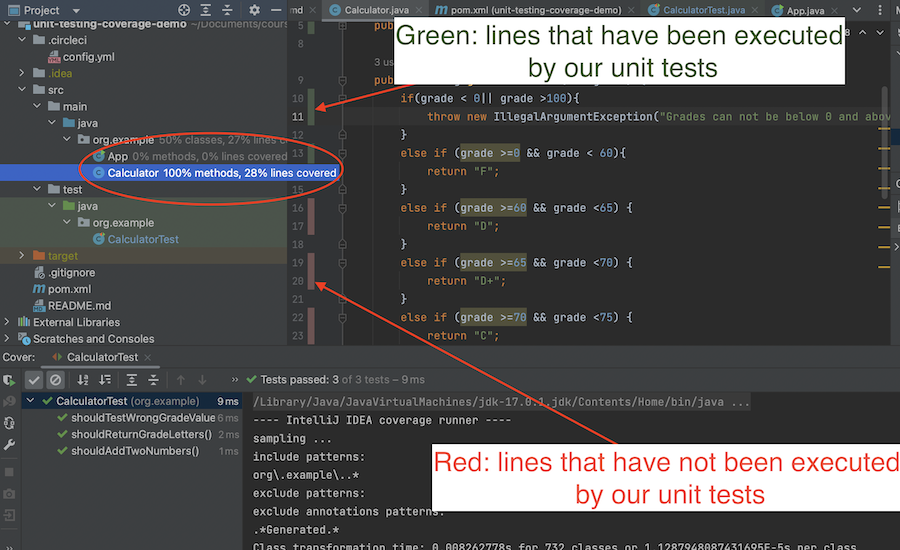 Project
md
Calculator.java
pom.xml (unit-testing-coverage-demo)
CalculatorTest.java
App.java
unit-testing-coverage-demo ~/Documents/cours
.circleci
config.yml
.idea
src
main
java
org.example 50% classes, 27% lines c
App 0% methods, 0% lines covered
Calculator 100% methods, 28% lines covered
test
java
org.example
CalculatorTest
target
.gitignore
pom.xml
README.md
External Libraries
Scratches and Consoles
5
8
3 us
9
10 if(grade < 0|| grade >100){
11 throw new IllegalArgumentException("Grades can not be below 0 and abov
12 }
13 else if (grade >=0 && grade < 60){
14 return "F";
15 }
16 else if (grade >=60 && grade <65) {
17 return "D";
18 }
19 else if (grade >=65 && grade <70) {
20 return "D+";
21 }
22 else if (grade >=70 && grade <75) {
23 return "C";
Green: lines that have been executed
by our unit tests
Cover: CalculatorTest
Tests passed: 3 of 3 tests – 9 ms
CalculatorTest (org.example) 9 ms
shouldTestWrongGradeValue 6 ms
shouldReturnGradeLetters() 2 ms
shouldAddTwoNumbers() 1 ms
/Library/Java/JavaVirtualMachines/jdk-17.0.1.jdk/Contents/Home/bin/java ...
---- IntelliJ IDEA coverage runner ----
sampling ...
include patterns:
org\.example\..*
exclude patterns:
exclude annotations patterns:
.*Generated.*
Class transformation time: 0.008262778s for 732 classes or 1.1287948087431695E-5s per class
Red: lines that have not been executed
by our unit tests